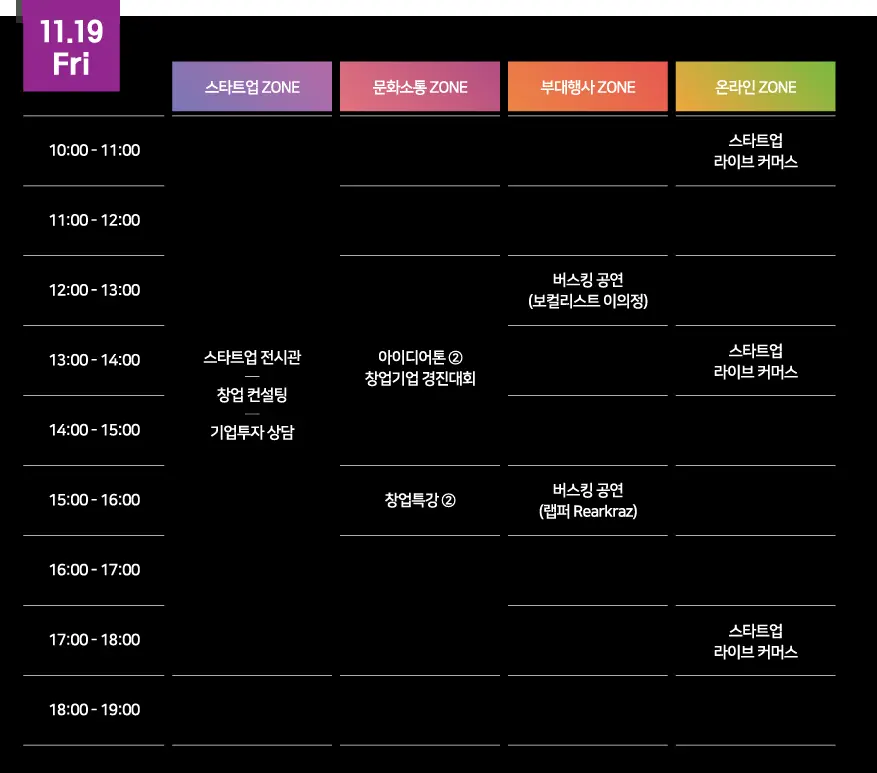 11.19
Fri
스타트업 ZONE
문화소통 ZONE
부대행사 ZONE
온라인 ZONE
10:00 - 11:00
스타트업
라이브 커머스
11:00 - 12:00
12:00 - 13:00
버스킹 공연
(보컬리스트 이의정)
13:00 - 14:00
스타트업 전시관
창업 컨설팅
기업투자 상담
아이디어톤 ②
창업기업 경진대회
스타트업
라이브 커머스
14:00 - 15:00
15:00 - 16:00
창업특강 ②
버스킹 공연
(랩퍼 Rearkraz)
16:00 - 17:00
17:00 - 18:00
스타트업
라이브 커머스
18:00 - 19:00